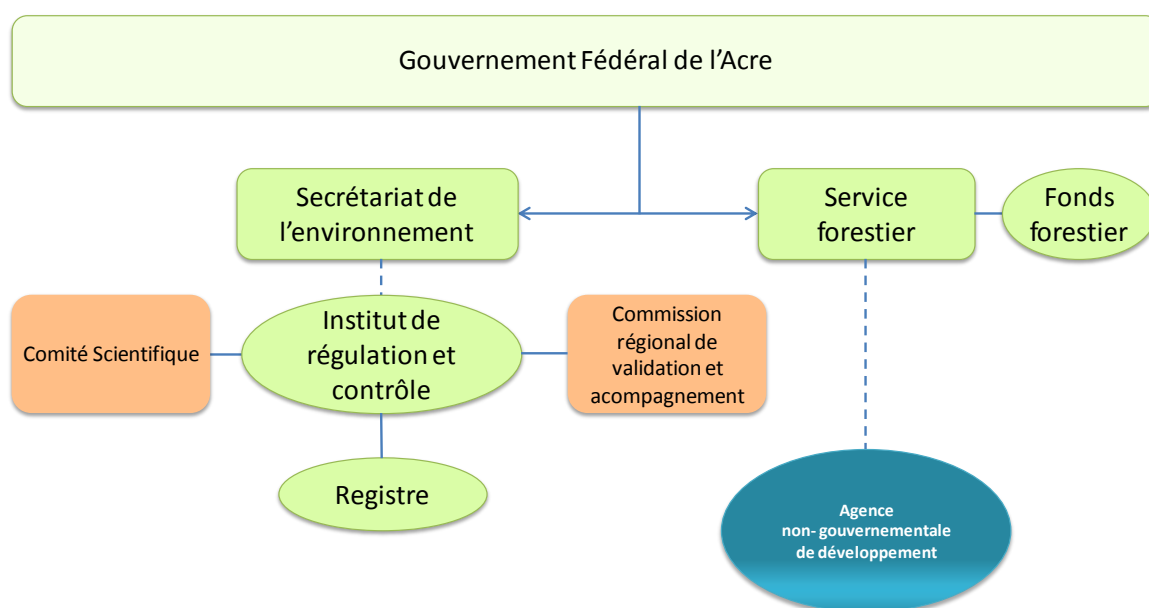 Gouvernement Fédéral de l’Acre
Secrétariat de
l’environnement
Service
forestier
Fonds
forestier
Comité Scientifique
Institut de
régulation et
contrôle
Commission
régional de
validation et
acompagnement
Registre
Agence
non- gouvernementale
de développement